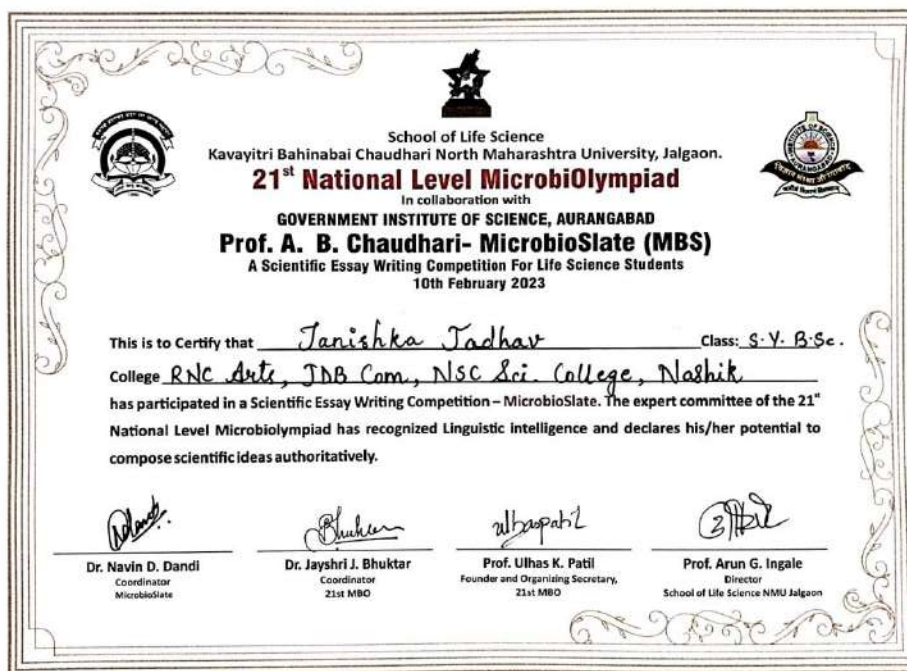 School of Life Science
Kavayitri Bahinabai Chaudhari North Maharashtra University, Jalgaon.
21st National Level MicrobiOlympiad
In collaboration with
GOVERNMENT INSTITUTE OF SCIENCE, AURANGABAD
Prof. A. B. Chaudhari- MicrobioSlate (MBS)
A Scientific Essay Writing Competition For Life Science Students
10th February 2023
INSTITUTE OF SCIENCE
AURANGABAD
This is to Certify that Tanishka Jadhav Class: S.Y. B.Sc.
College RNC Arts, JDB Com., NSC Sci. College, Nashik
has participated in a Scientific Essay Writing Competition – MicrobioSlate. The expert committee of the 21st
National Level Microbiolympiad has recognized Linguistic intelligence and declares his/her potential to
compose scientific ideas authoritatively.
ulhaspatil
Dr. Navin D. Dandi
Coordinator
MicrobioSlate
Dr. Jayshri J. Bhuktar
Coordinator
21st MBO
Prof. Ulhas K. Patil
Founder and Organizing Secretary,
21st MBO
Prof. Arun G. Ingale
Director
School of Life Science NMU Jalgaon